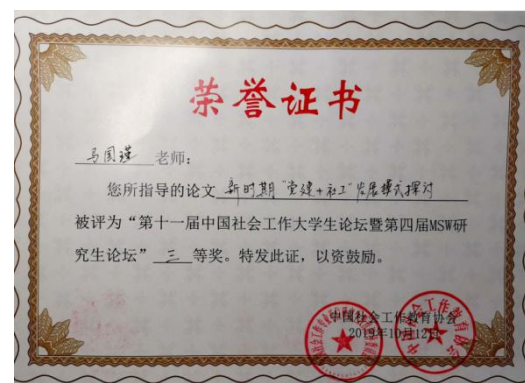 荣誉证书
马国谨 老师:
您所指导的论文 新时期"党建+社工"发展模式探讨
被评为“第十一届中国社会工作大学生论坛暨第四届MSW研
究生论坛” 三 等奖。特发此证，以资鼓励。
中国社会工作教育协会
2019年10月12日